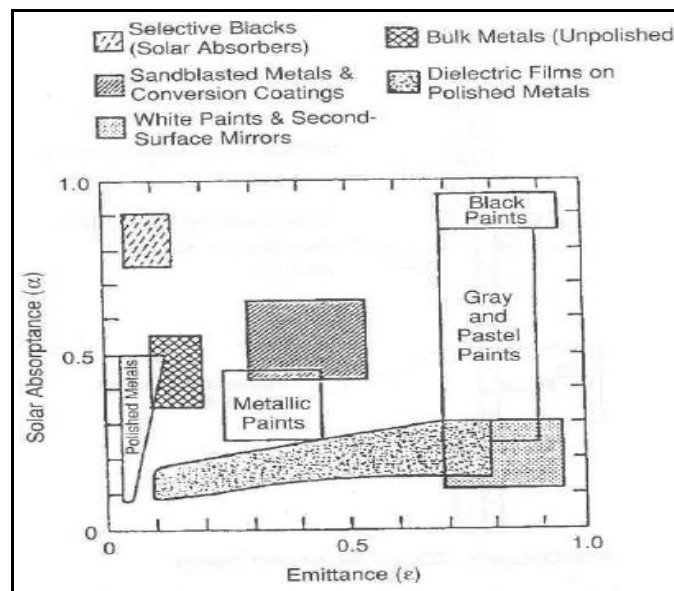 Selective Blacks
(Solar Absorbers)
Sandblasted Metals &
Conversion Coatings
White Paints & Second-
Surface Mirrors
Bulk Metals (Unpolished
Dielectric Films on
Polished Metals
1.0
0.5
0
Solar Absorptance (α)
Polished Metals
Metallic
Paints
Black
Paints
Gray
and
Pastel
Paints
0
0.5
1.0
Emittance (ε)